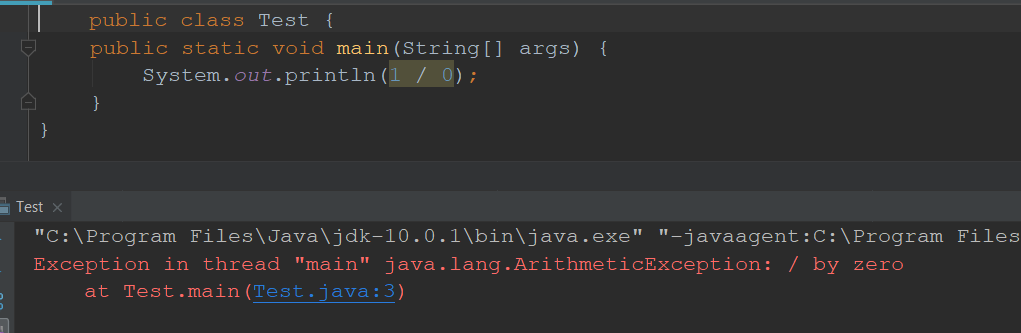 public class Test {
public static void main(String[] args) {
System.out.println(1 / 0);
}
}
Test ×
"C:\Program Files\Java\jdk-10.0.1\bin\java.exe" "-javaagent:C:\Program Files
Exception in thread "main" java.lang.ArithmeticException: / by zero
at Test.main(Test.java:3)